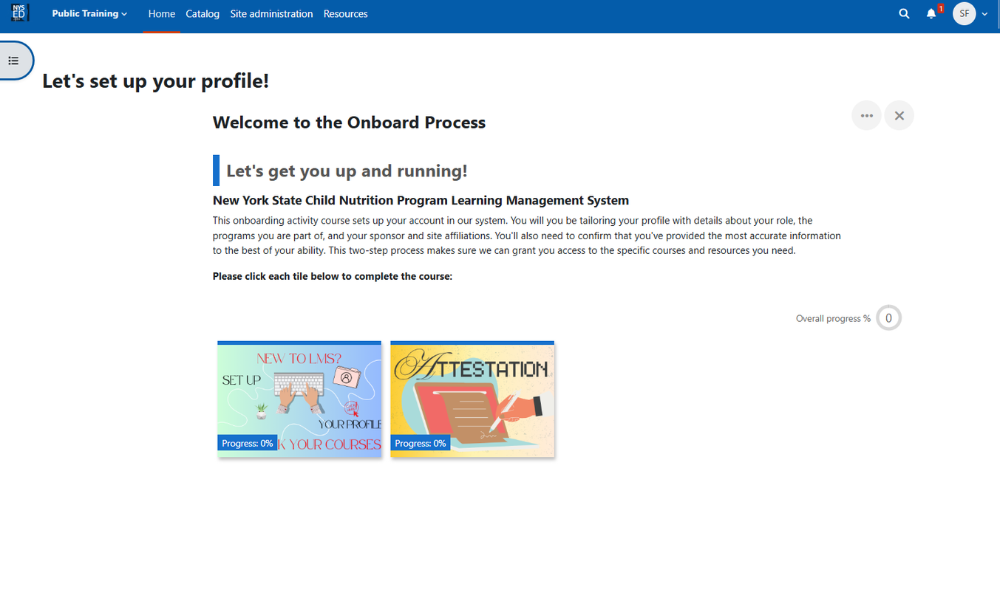 NYS
ED
Public Training
Home
Catalog
Site administration
Resources
1
SF
Let's set up your profile!
Welcome to the Onboard Process
Let's get you up and running!
New York State Child Nutrition Program Learning Management System
This onboarding activity course sets up your account in our system. You will you be tailoring your profile with details about your role, the
programs you are part of, and your sponsor and site affiliations. You'll also need to confirm that you've provided the most accurate information
to the best of your ability. This two-step process makes sure we can grant you access to the specific courses and resources you need.
Please click each tile below to complete the course:
Overall progress %
0
NEW TO LMS?
SET UP
YOUR PROFILE
Progress: 0%
K YOUR COURSES
ATTESTATION
Progress: 0%